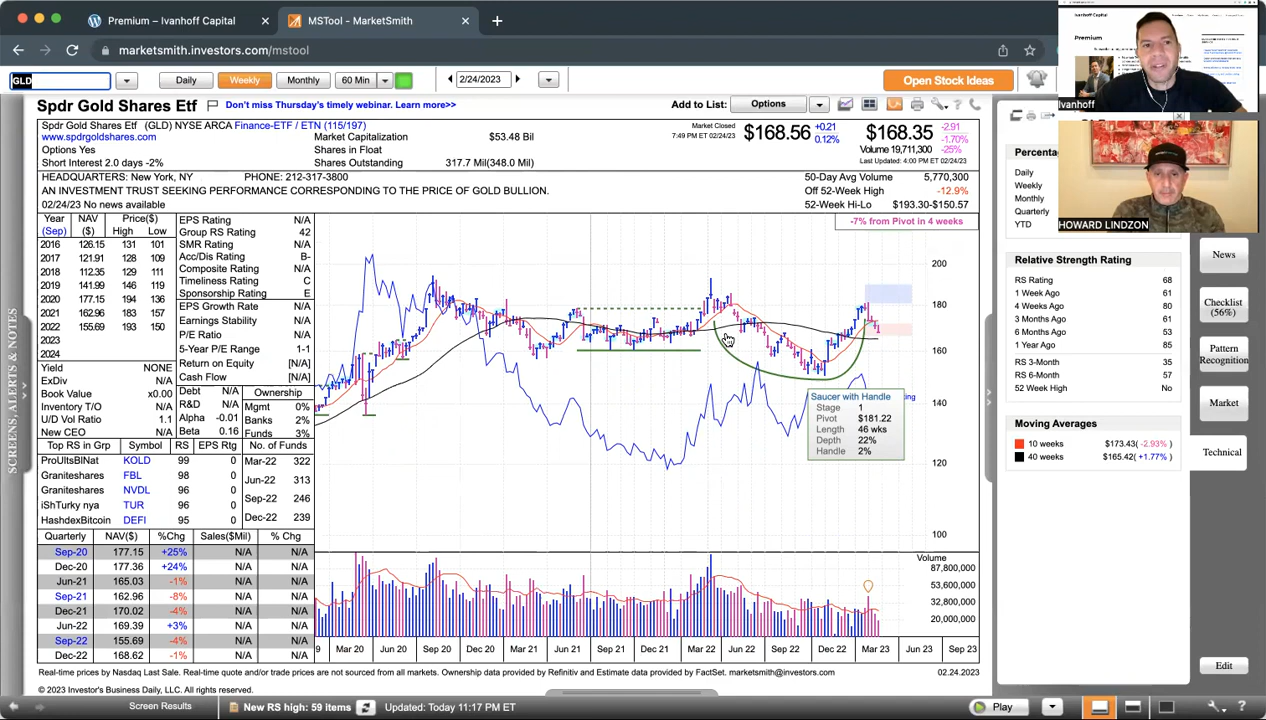 Premium – Ivanhoff Capital
MSTool - MarketSmith
marketsmith.investors.com/mstool
GLD
Daily
Weekly
Monthly
60 Min
2/24/2023
Open Stock Ideas
Spdr Gold Shares Etf
Don't miss Thursday's timely webinar. Learn more>>
Add to List:
Options
Spdr Gold Shares Etf (GLD) NYSE ARCA Finance-ETF / ETN (115/197)
www.spdrgoldshares.com
Options Yes
Short Interest 2.0 days -2%
Market Capitalization $53.48 Bil
Shares in Float
Shares Outstanding 317.7 Mil(348.0 Mil)
Market Closed
7:49 PM ET 02/24/23
$168.56 +0.21
0.12%
$168.35 -2.91
-1.70%
Volume 19,711,300 -25%
Last Updated: 4:00 PM ET 02/24/23
HEADQUARTERS: New York, NY PHONE: 212-317-3800
AN INVESTMENT TRUST SEEKING PERFORMANCE CORRESPONDING TO THE PRICE OF GOLD BULLION.
02/24/23 No news available
50-Day Avg Volume 5,770,300
Off 52-Week High -12.9%
52-Week Hi-Lo $193.30-$150.57
Year NAV Price($)
(Sep) ($) High Low
2016 126.15 131 101
2017 121.91 128 109
2018 112.35 129 111
2019 141.99 146 119
2020 177.15 194 136
2021 162.96 183 157
2022 155.69 193 150
2023
2024
Yield NONE
ExDiv N/A
Book Value x0.00
Inventory T/O N/A
U/D Vol Ratio 1.1
New CEO N/A
EPS Rating N/A
Group RS Rating 42
SMR Rating N/A
Acc/Dis Rating B-
Composite Rating N/A
Timeliness Rating C
Sponsorship Rating E
EPS Growth Rate N/A
Earnings Stability N/A
P/E Ratio N/A
5-Year P/E Range 1-1
Return on Equity [N/A]
Cash Flow [N/A]
Debt N/A
R&D N/A
Alpha -0.01
Beta 0.16
Ownership
Mgmt 0%
Banks 2%
Funds 3%
Top RS in Grp Symbol RS EPS Rtg
ProUltsBlNat KOLD 99 0
Graniteshares FBL 98 0
Graniteshares NVDL 96 0
iShTurky nya TUR 96 0
HashdexBitcoin DEFI 95 0
No. of Funds
Mar-22 322
Jun-22 313
Sep-22 246
Dec-22 239
Quarterly NAV($) %Chg Sales($Mil) % Chg
Sep-20 177.15 +25% N/A N/A
Dec-20 177.36 +24% N/A N/A
Jun-21 165.03 -1% N/A N/A
Sep-21 162.96 -8% N/A N/A
Dec-21 170.02 -4% N/A N/A
Jun-22 169.39 +3% N/A N/A
Sep-22 155.69 -4% N/A N/A
Dec-22 168.62 -1% N/A N/A
-7% from Pivot in 4 weeks
200
180
160
140
120
100
Saucer with Handle
Stage 1
Pivot $181.22
Length 46 wks
Depth 22%
Handle 2%
Volume
87,800,000
53,600,000
32,800,000
20,000,000
9 Mar 20 Jun 20 Sep 20 Dec 20 Mar 21 Jun 21 Sep 21 Dec 21 Mar 22 Jun 22 Sep 22 Dec 22 Mar 23 Jun 23 Sep 23
Real-time prices by Nasdaq Last Sale. Real-time quote and/or trade prices are not sourced from all markets. Ownership data provided by Refinitiv and Estimate data provided by FactSet. marketsmith.investors.com
02.24.2023
© 2023 Investor's Business Daily, LLC. All rights reserved.
SCREENS, ALERTS & NOTES
Screen Results
New RS high: 59 items
Updated: Today 11:17 PM ET
Play
Ivanhoff Capital
Premium
Ivanhoff
HOWARD LINDZON
Daily
Weekly
Monthly
Quarterly
YTD
Relative Strength Rating
RS Rating 68
1 Week Ago 61
4 Weeks Ago 80
3 Months Ago 61
6 Months Ago 53
1 Year Ago 85
RS 3-Month 35
RS 6-Month 57
52 Week High No
Moving Averages
10 weeks $173.43( -2.93%)
40 weeks $165.42( +1.77%)
News
Checklist
(56%)
Pattern
Recognition
Market
Technical
Edit